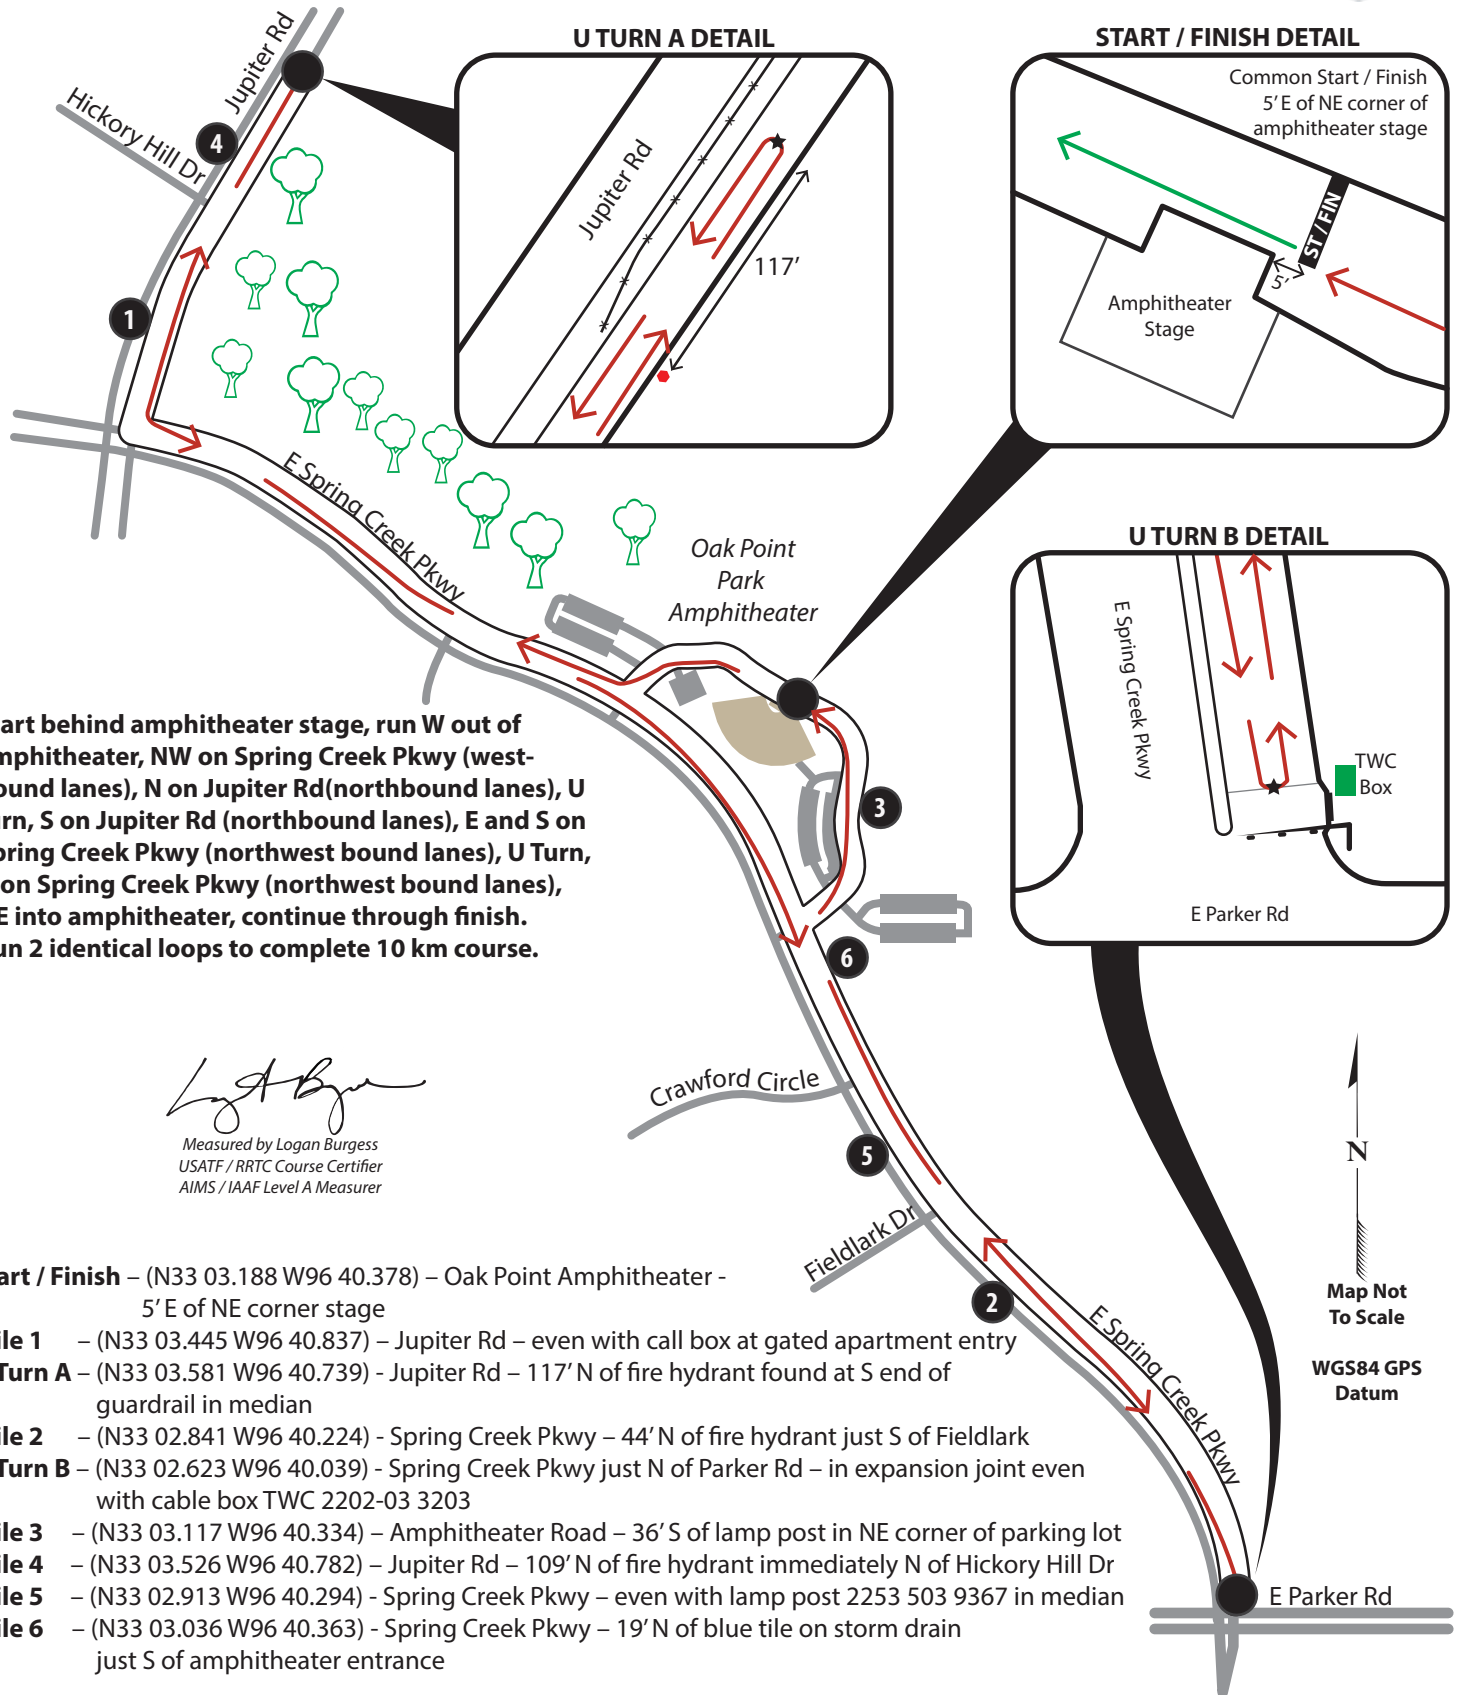 U TURN A DETAIL
START / FINISH DETAIL
Jupiter Rd
Hickory Hill Dr
4
1
Jupiter Rd
117'
Common Start / Finish
5' E of NE corner of
amphitheater stage
ST / FIN
5'
Amphitheater
Stage
E Spring Creek Pkwy
Oak Point
Park
Amphitheater
U TURN B DETAIL
E Spring Creek Pkwy
TWC
Box
E Parker Rd
art behind amphitheater stage, run W out of
mphitheater, NW on Spring Creek Pkwy (west-
ound lanes), N on Jupiter Rd(northbound lanes), U
rn, S on Jupiter Rd (northbound lanes), E and S on
pring Creek Pkwy (northwest bound lanes), U Turn,
on Spring Creek Pkwy (northwest bound lanes),
E into amphitheater, continue through finish.
un 2 identical loops to complete 10 km course.
3
6
Crawford Circle
5
Fieldlark Dr
2
E Spring Creek Pkwy
E Parker Rd
Measured by Logan Burgess
USATF / RRTC Course Certifier
AIMS / IAAF Level A Measurer
N
Map Not
To Scale
WGS84 GPS
Datum
art / Finish – (N33 03.188 W96 40.378) – Oak Point Amphitheater -
5' E of NE corner stage
ile 1 – (N33 03.445 W96 40.837) – Jupiter Rd – even with call box at gated apartment entry
Turn A – (N33 03.581 W96 40.739) - Jupiter Rd – 117' N of fire hydrant found at S end of
guardrail in median
ile 2 – (N33 02.841 W96 40.224) - Spring Creek Pkwy – 44' N of fire hydrant just S of Fieldlark
Turn B – (N33 02.623 W96 40.039) - Spring Creek Pkwy just N of Parker Rd – in expansion joint even
with cable box TWC 2202-03 3203
ile 3 – (N33 03.117 W96 40.334) – Amphitheater Road – 36' S of lamp post in NE corner of parking lot
ile 4 – (N33 03.526 W96 40.782) – Jupiter Rd – 109' N of fire hydrant immediately N of Hickory Hill Dr
ile 5 – (N33 02.913 W96 40.294) - Spring Creek Pkwy – even with lamp post 2253 503 9367 in median
ile 6 – (N33 03.036 W96 40.363) - Spring Creek Pkwy – 19' N of blue tile on storm drain
just S of amphitheater entrance